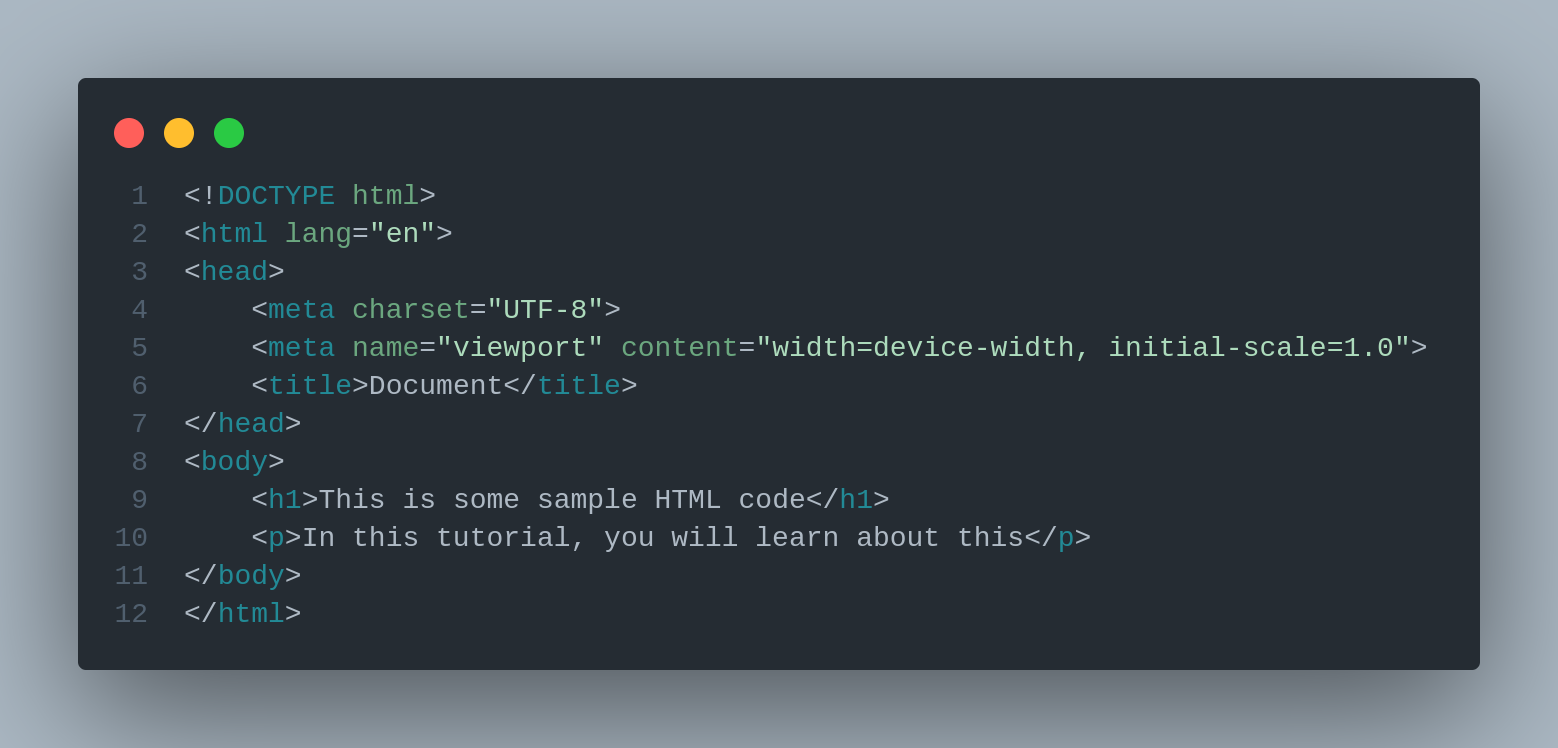 1 <!DOCTYPE html>
2 <html lang="en">
3 <head>
4     <meta charset="UTF-8">
5     <meta name="viewport" content="width=device-width, initial-scale=1.0">
6     <title>Document</title>
7 </head>
8 <body>
9     <h1>This is some sample HTML code</h1>
10     <p>In this tutorial, you will learn about this</p>
11 </body>
12 </html>